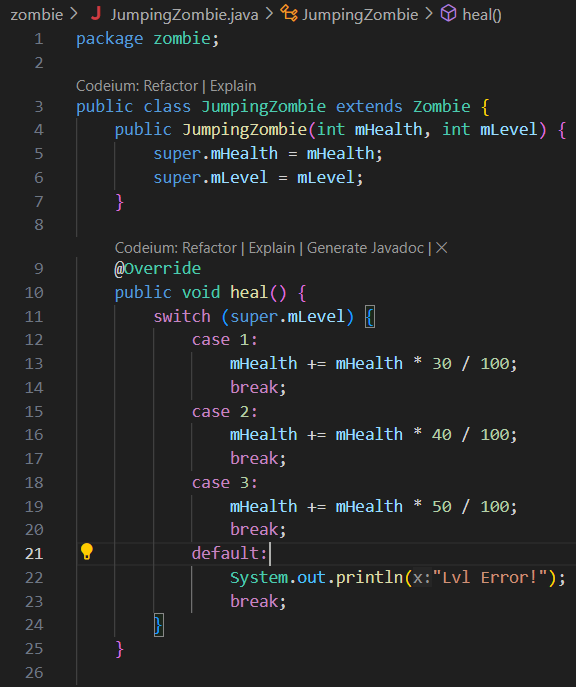 zombie > JumpingZombie.java > JumpingZombie > heal()
1 package zombie;
2
Codeium: Refactor | Explain
3 public class JumpingZombie extends Zombie {
4 public JumpingZombie(int mHealth, int mLevel) {
5 super.mHealth = mHealth;
6 super.mLevel = mLevel;
7 }
8
Codeium: Refactor | Explain | Generate Javadoc | ×
9 @Override
10 public void heal() {
11 switch (super.mLevel) {
12 case 1:
13 mHealth += mHealth * 30 / 100;
14 break;
15 case 2:
16 mHealth += mHealth * 40 / 100;
17 break;
18 case 3:
19 mHealth += mHealth * 50 / 100;
20 break;
21 default:
22 System.out.println(x:"Lvl Error!");
23 break;
24 }
25 }
26